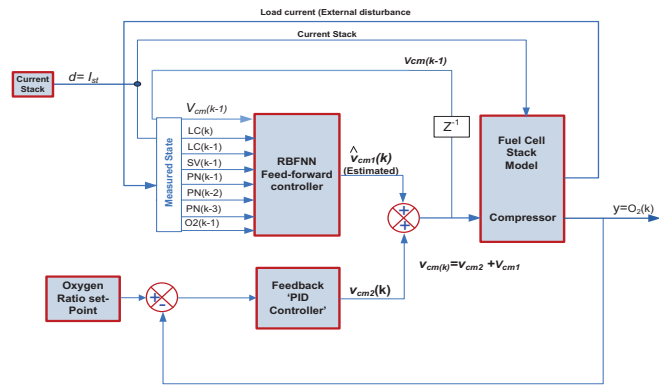 Load current (External disturbance
Current Stack
Vcm(k-1)
Current
Stack
d= Ist
Vcm(k-1)
LC(k)
LC(k-1)
SV(k-1)
PN(k-1)
PN(k-2)
PN(k-3)
O2(k-1)
Measured State
RBFNN
Feed-forward
controller
^
vcm1(k)
(Estimated)
Z-1
Fuel Cell
Stack
Model
Compressor
y=O2(k)
+
+
vcm(k)=vcm2 +Vcm1
Oxygen
Ratio set-
Point
+
-
Feedback
‘PID
Controller’
vcm2(k)